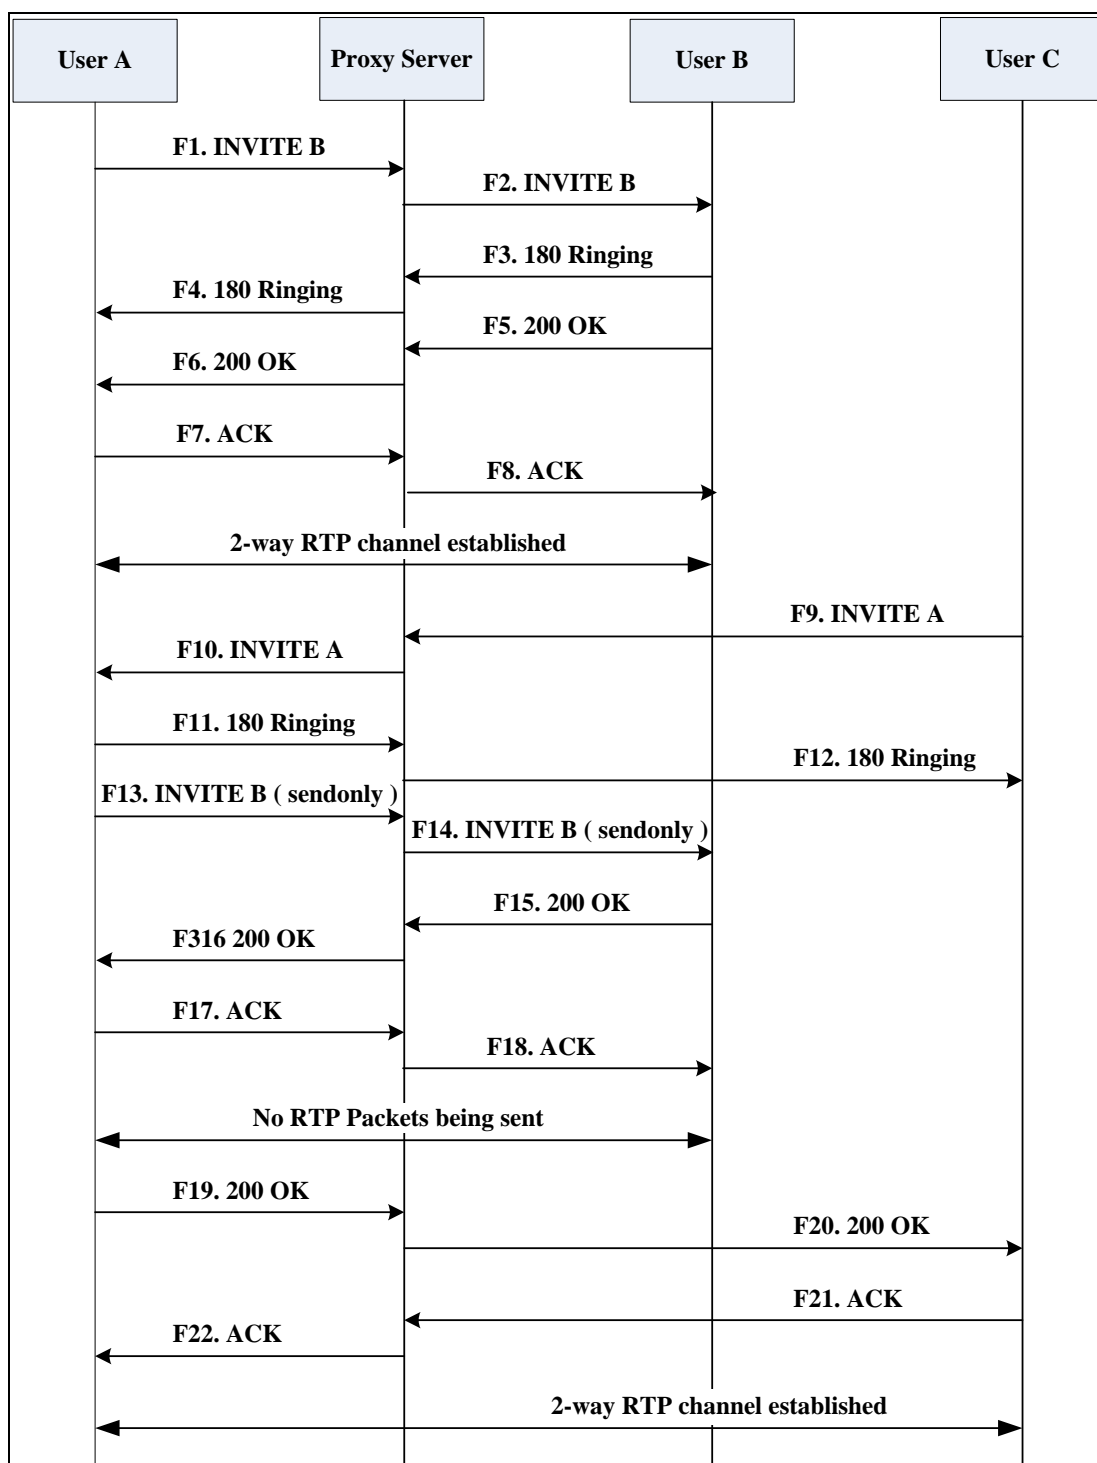 User A
Proxy Server
User B
User C
F1. INVITE B
F2. INVITE B
F3. 180 Ringing
F4. 180 Ringing
F5. 200 OK
F6. 200 OK
F7. ACK
F8. ACK
2-way RTP channel established
F9. INVITE A
F10. INVITE A
F11. 180 Ringing
F12. 180 Ringing
F13. INVITE B ( sendonly )
F14. INVITE B ( sendonly )
F15. 200 OK
F316 200 OK
F17. ACK
F18. ACK
No RTP Packets being sent
F19. 200 OK
F20. 200 OK
F21. ACK
F22. ACK
2-way RTP channel established